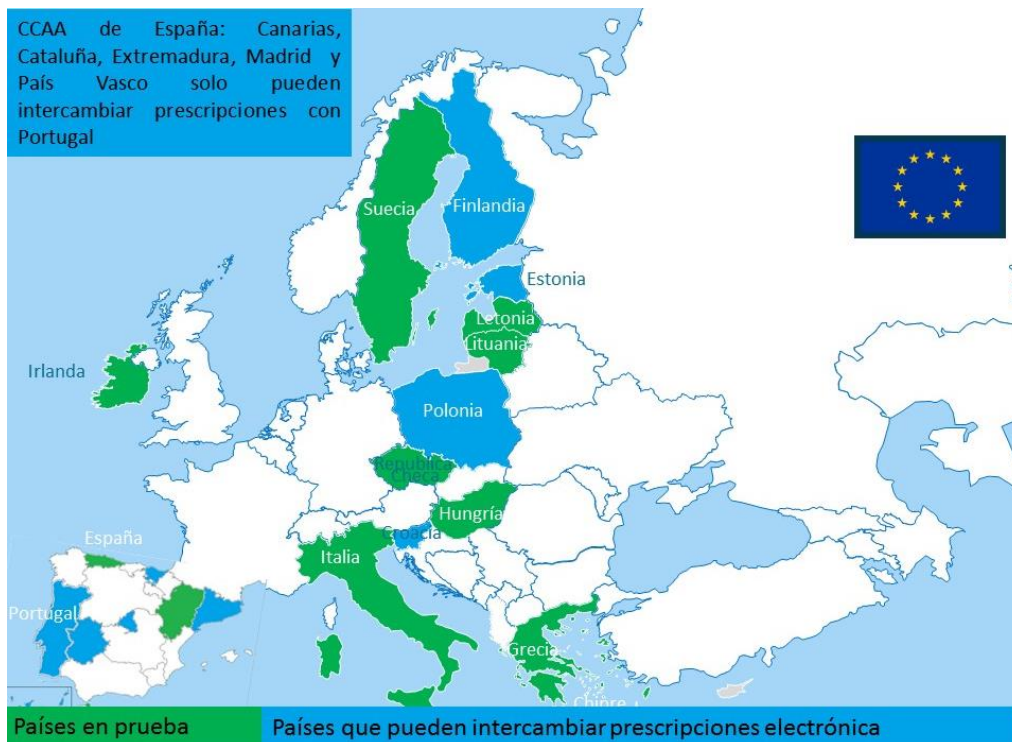 CCAA de España: Canarias,
Cataluña, Extremadura, Madrid y
País Vasco solo pueden
intercambiar prescripciones con
Portugal
Suecia
Finlandia
Estonia
Letonia
Lituania
Irlanda
Polonia
Republica
Checa
Hungría
Croacia
España
Italia
Portugal
Grecia
Chipre
Países en prueba
Países que pueden intercambiar prescripciones electrónica